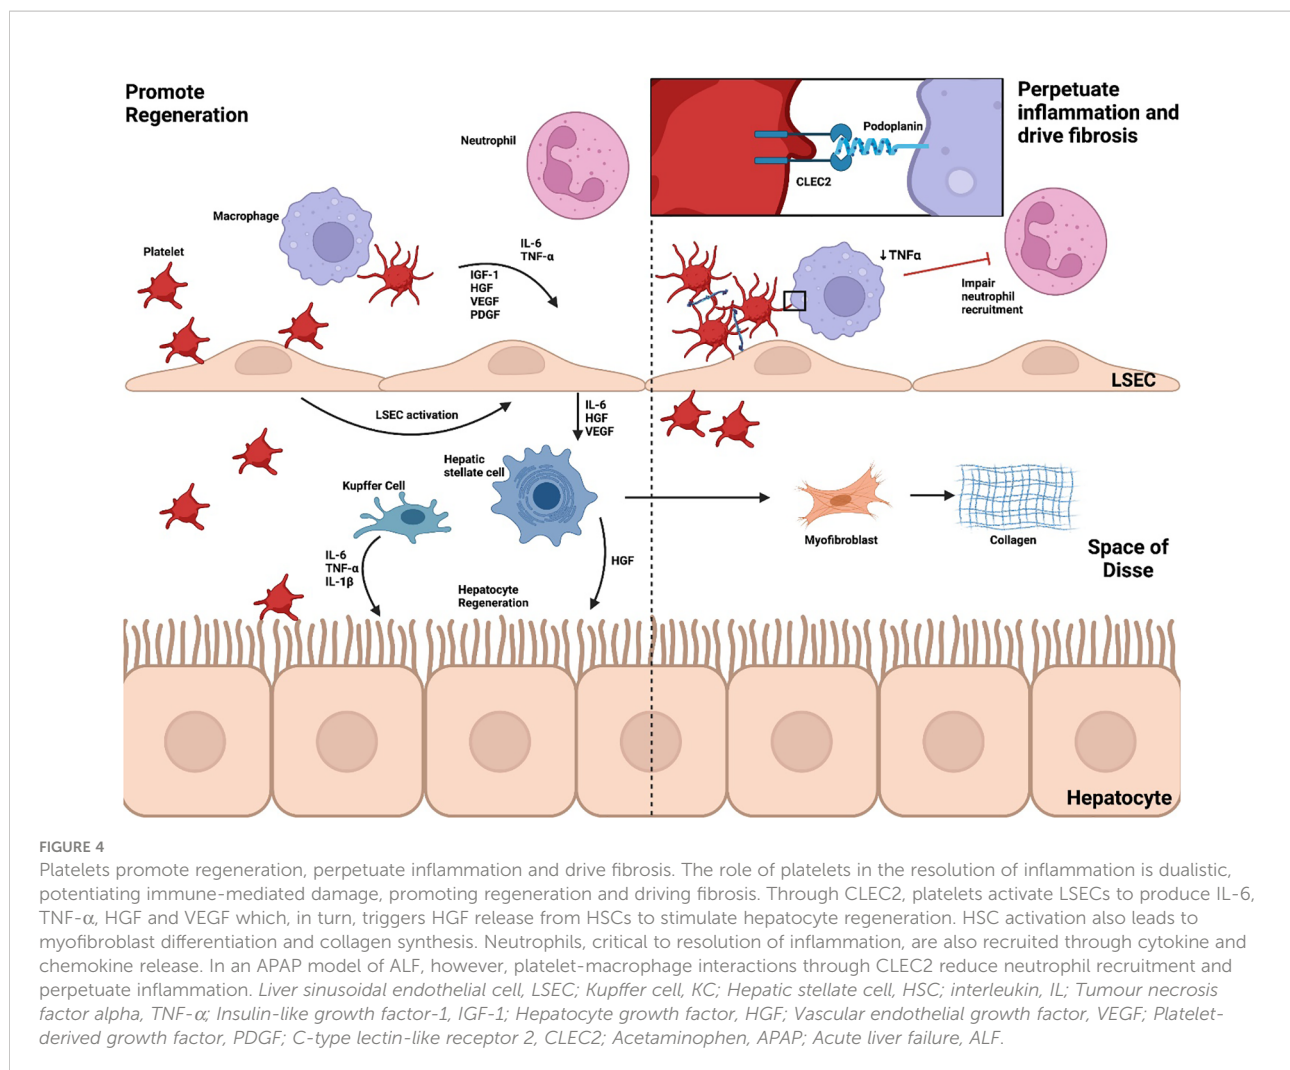 Promote
Regeneration
Perpetuate
inflammation and
drive fibrosis
Podoplanin
CLEC2
Neutrophil
Macrophage
Platelet
IL-6
TNF-α
IGF-1
HGF
VEGF
PDGF
↓TNFα
Impair
neutrophil
recruitment
LSEC
LSEC activation
IL-6
HGF
VEGF
Hepatic
stellate cell
Kupffer Cell
IL-6
TNF-α
IL-1β
HGF
Hepatocyte
Regeneration
Myofibroblast
Collagen
Space of
Disse
Hepatocyte
FIGURE 4
Platelets promote regeneration, perpetuate inflammation and drive fibrosis. The role of platelets in the resolution of inflammation is dualistic,
potentiating immune-mediated damage, promoting regeneration and driving fibrosis. Through CLEC2, platelets activate LSECs to produce IL-6,
TNF-α, HGF and VEGF which, in turn, triggers HGF release from HSCs to stimulate hepatocyte regeneration. HSC activation also leads to
myofibroblast differentiation and collagen synthesis. Neutrophils, critical to resolution of inflammation, are also recruited through cytokine and
chemokine release. In an APAP model of ALF, however, platelet-macrophage interactions through CLEC2 reduce neutrophil recruitment and
perpetuate inflammation. Liver sinusoidal endothelial cell, LSEC; Kupffer cell, KC; Hepatic stellate cell, HSC; interleukin, IL; Tumour necrosis
factor alpha, TNF-α; Insulin-like growth factor-1, IGF-1; Hepatocyte growth factor, HGF; Vascular endothelial growth factor, VEGF; Platelet-
derived growth factor, PDGF; C-type lectin-like receptor 2, CLEC2; Acetaminophen, APAP; Acute liver failure, ALF.